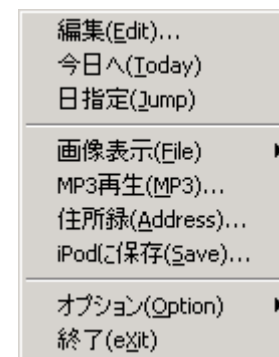 編集(Edit)...
今日へ(Today)
日指定(Jump)
画像表示(File)
MP3再生(MP3)...
住所録(Address)...
iPodに保存(Save)...
オプション(Option)
終了(eXit)